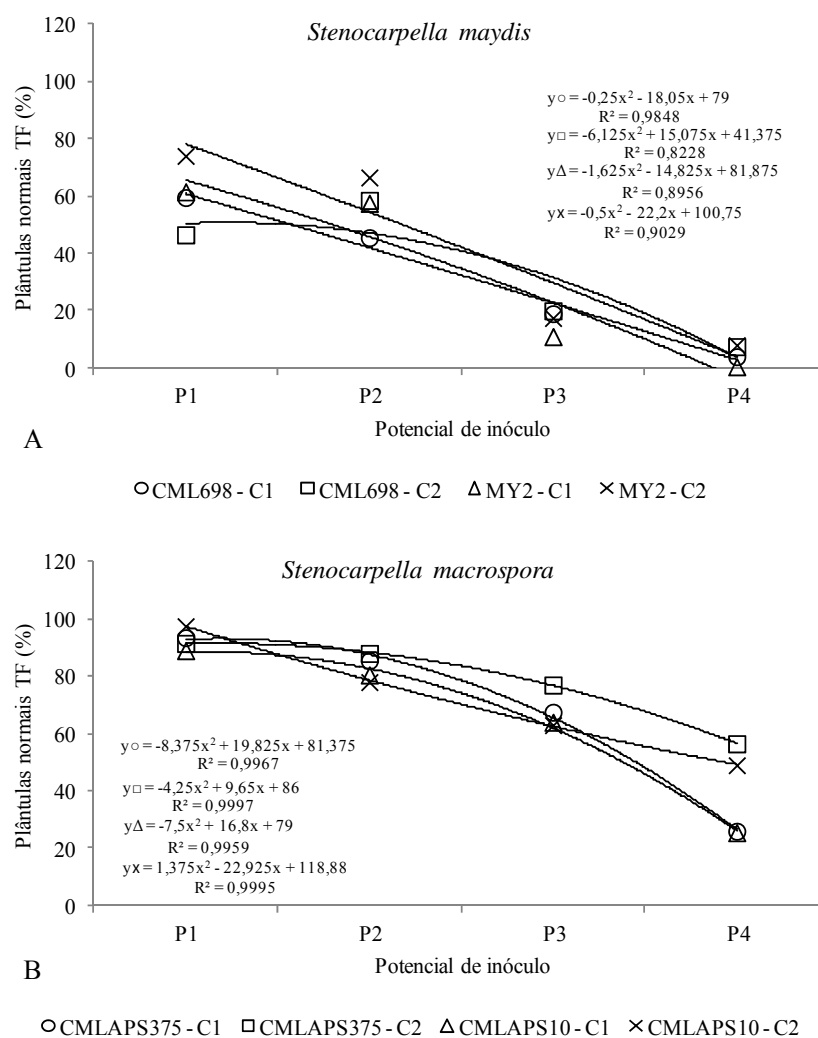 Stenocarpella maydis
Plântulas normais TF (%)
120
100
80
60
40
20
0
y○ = -0,25x² - 18,05x + 79
R² = 0,9848
y□ = -6,125x² + 15,075x + 41,375
R² = 0,8228
yΔ = -1,625x² - 14,825x + 81,875
R² = 0,8956
yx = -0,5x² - 22,2x + 100,75
R² = 0,9029
P1 P2 P3 P4
Potencial de inóculo
A
○ CML698 - C1 □ CML698 - C2 Δ MY2 - C1 × MY2 - C2
Stenocarpella macrospora
Plântulas normais TF (%)
120
100
80
60
40
20
0
y○ = -8,375x² + 19,825x + 81,375
R² = 0,9967
y□ = -4,25x² + 9,65x + 86
R² = 0,9997
yΔ = -7,5x² + 16,8x + 79
R² = 0,9959
yx = 1,375x² - 22,925x + 118,88
R² = 0,9995
P1 P2 P3 P4
Potencial de inóculo
B
○ CMLAPS375 - C1 □ CMLAPS375 - C2 Δ CMLAPS10 - C1 × CMLAPS10 - C2